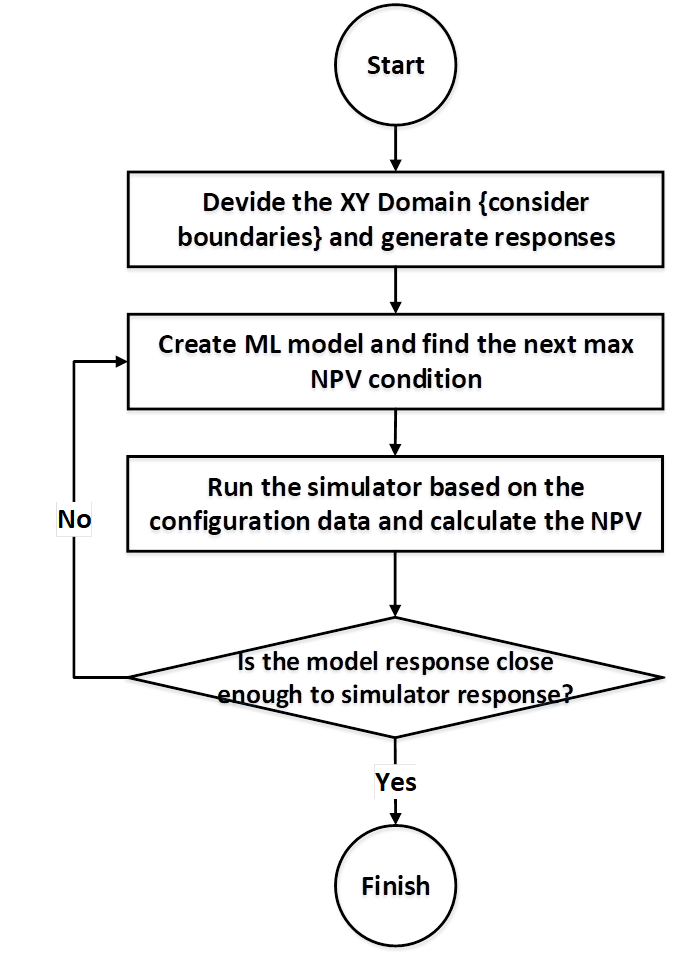 Start
Devide the XY Domain {consider
boundaries} and generate responses
Create ML model and find the next max
NPV condition
Run the simulator based on the
configuration data and calculate the NPV
No
Is the model response close
enough to simulator response?
Yes
Finish